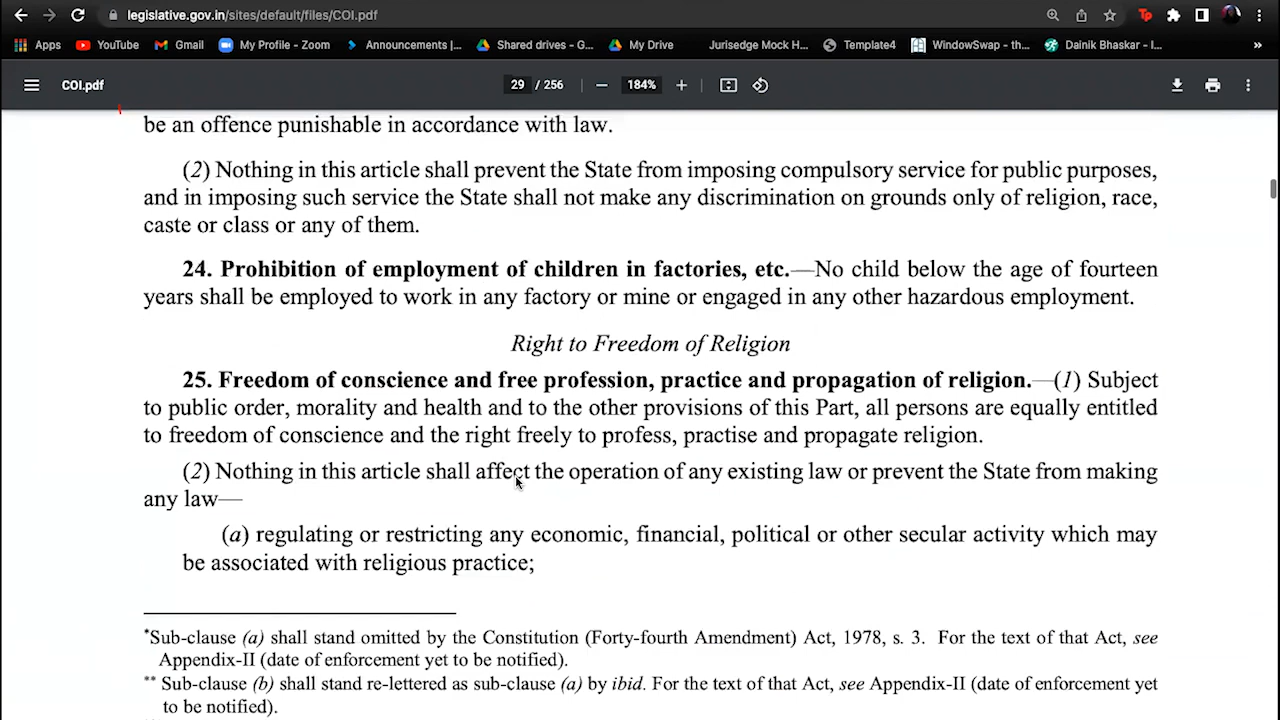 legislative.gov.in/sites/default/files/COI.pdf
Apps YouTube Gmail My Profile - Zoom Announcements |... Shared drives - G... My Drive Jurisedge Mock H... Template4 WindowSwap - th... Dainik Bhaskar - I... »
COI.pdf 29 / 256 — 184% +
be an offence punishable in accordance with law.
(2) Nothing in this article shall prevent the State from imposing compulsory service for public purposes,
and in imposing such service the State shall not make any discrimination on grounds only of religion, race,
caste or class or any of them.
24. Prohibition of employment of children in factories, etc.—No child below the age of fourteen
years shall be employed to work in any factory or mine or engaged in any other hazardous employment.
Right to Freedom of Religion
25. Freedom of conscience and free profession, practice and propagation of religion.—(1) Subject
to public order, morality and health and to the other provisions of this Part, all persons are equally entitled
to freedom of conscience and the right freely to profess, practise and propagate religion.
(2) Nothing in this article shall affect the operation of any existing law or prevent the State from making
any law—
(a) regulating or restricting any economic, financial, political or other secular activity which may
be associated with religious practice;
*Sub-clause (a) shall stand omitted by the Constitution (Forty-fourth Amendment) Act, 1978, s. 3. For the text of that Act, see
Appendix-II (date of enforcement yet to be notified).
** Sub-clause (b) shall stand re-lettered as sub-clause (a) by ibid. For the text of that Act, see Appendix-II (date of enforcement yet
to be notified).